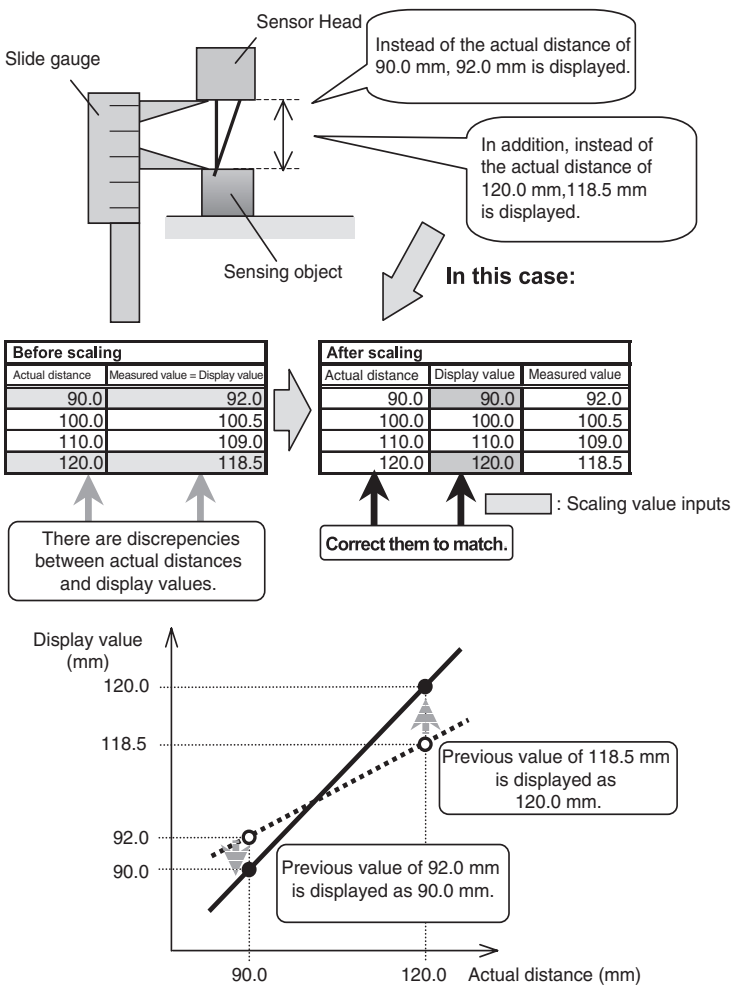 Sensor Head
Slide gauge
Instead of the actual distance of
90.0 mm, 92.0 mm is displayed.
In addition, instead of
the actual distance of
120.0 mm,118.5 mm
is displayed.
Sensing object
In this case:
Before scaling
Actual distance Measured value = Display value
90.0 92.0
100.0 100.5
110.0 109.0
120.0 118.5
After scaling
Actual distance Display value Measured value
90.0 90.0 92.0
100.0 100.0 100.5
110.0 110.0 109.0
120.0 120.0 118.5
: Scaling value inputs
There are discrepencies
between actual distances
and display values.
Correct them to match.
Display value
(mm)
120.0
118.5
92.0
90.0
Previous value of 118.5 mm
is displayed as
120.0 mm.
Previous value of 92.0 mm
is displayed as 90.0 mm.
90.0 120.0 Actual distance (mm)